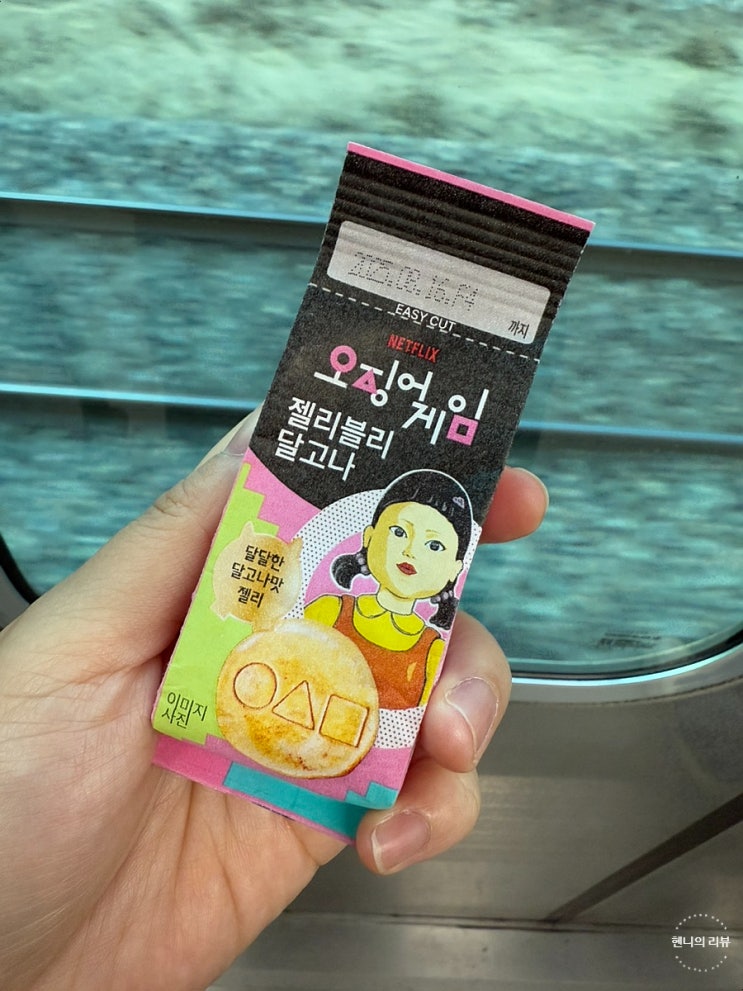 2025.08.16.F4
까지
EASY CUT
NETFLIX
오징어
게임
젤리블리
달고나
달달한
달고나맛
젤리
이미지
사진
헨니의 리뷰